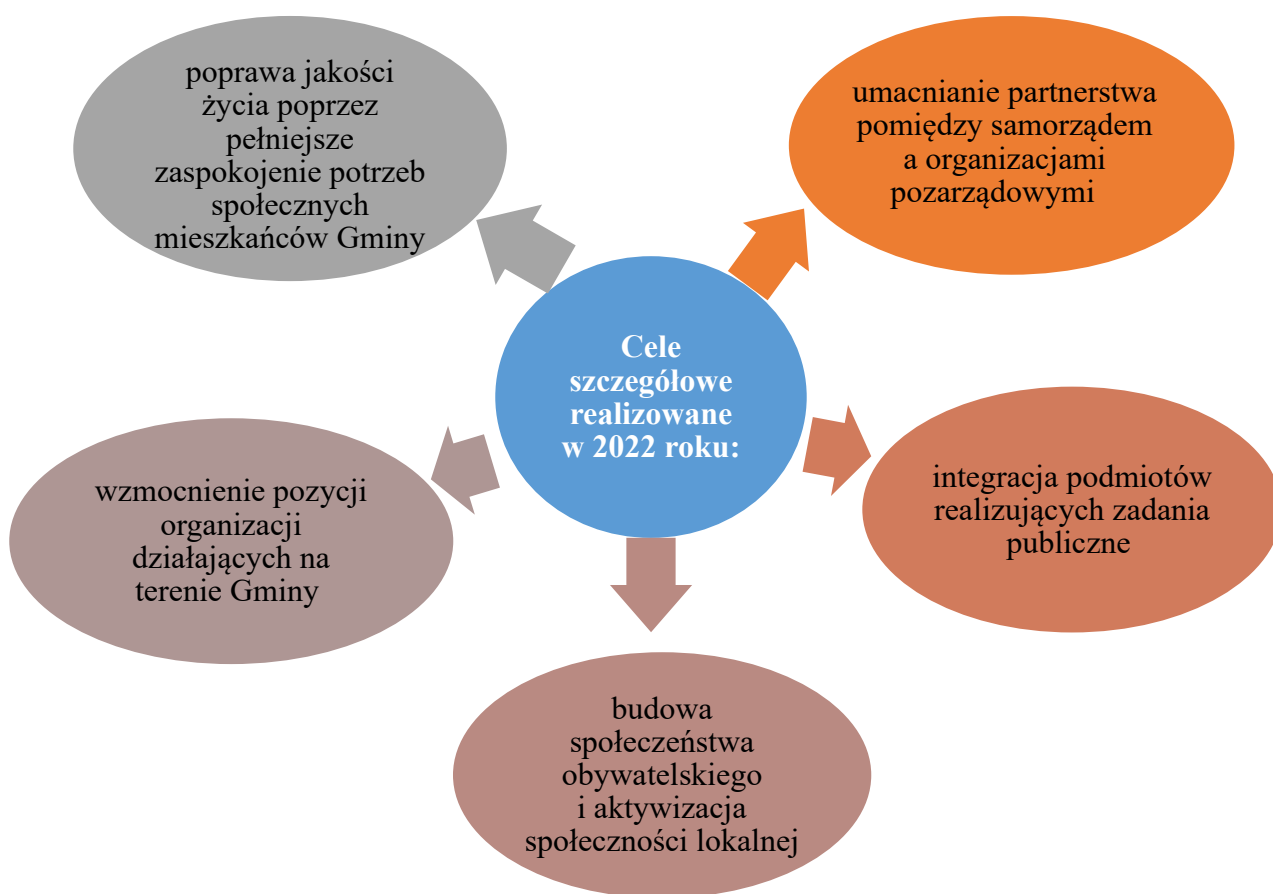 poprawa jakości
życia poprzez
pełniejsze
zaspokojenie potrzeb
społecznych
mieszkańców Gminy
umacnianie partnerstwa
pomiędzy samorządem
a organizacjami
pozarządowymi
Cele
szczegółowe
realizowane
w 2022 roku:
wzmocnienie pozycji
organizacji
działających na
terenie Gminy
integracja podmiotów
realizujących zadania
publiczne
budowa
społeczeństwa
obywatelskiego
i aktywizacja
społeczności lokalnej